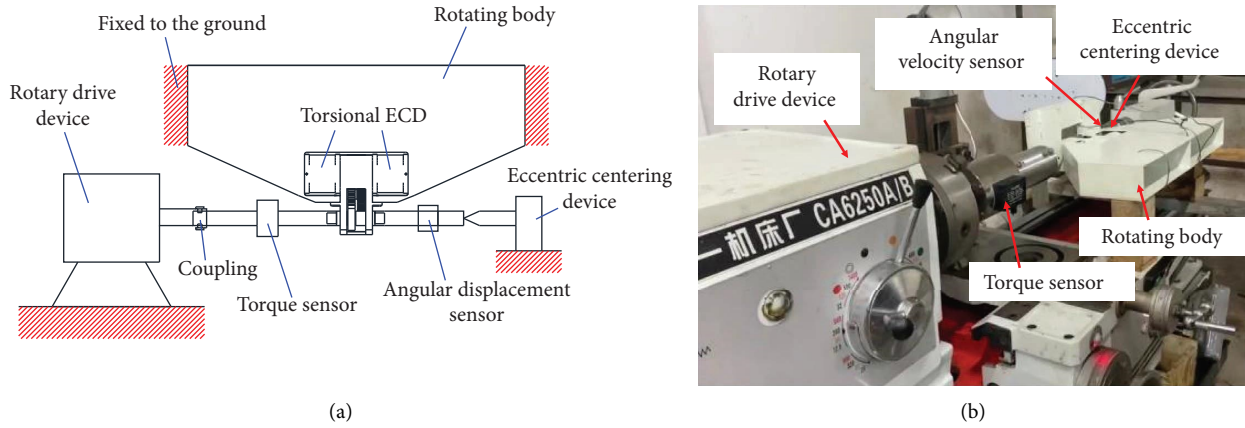 Fixed to the ground
Rotating body
Rotary drive
device
Torsional ECD
Eccentric centering
device
Coupling
Torque sensor
Angular displacement
sensor
(a)
Angular
velocity sensor
Eccentric
centering device
Rotary
drive device
一机床厂 CA6250A/B
Rotating body
Torque sensor
(b)